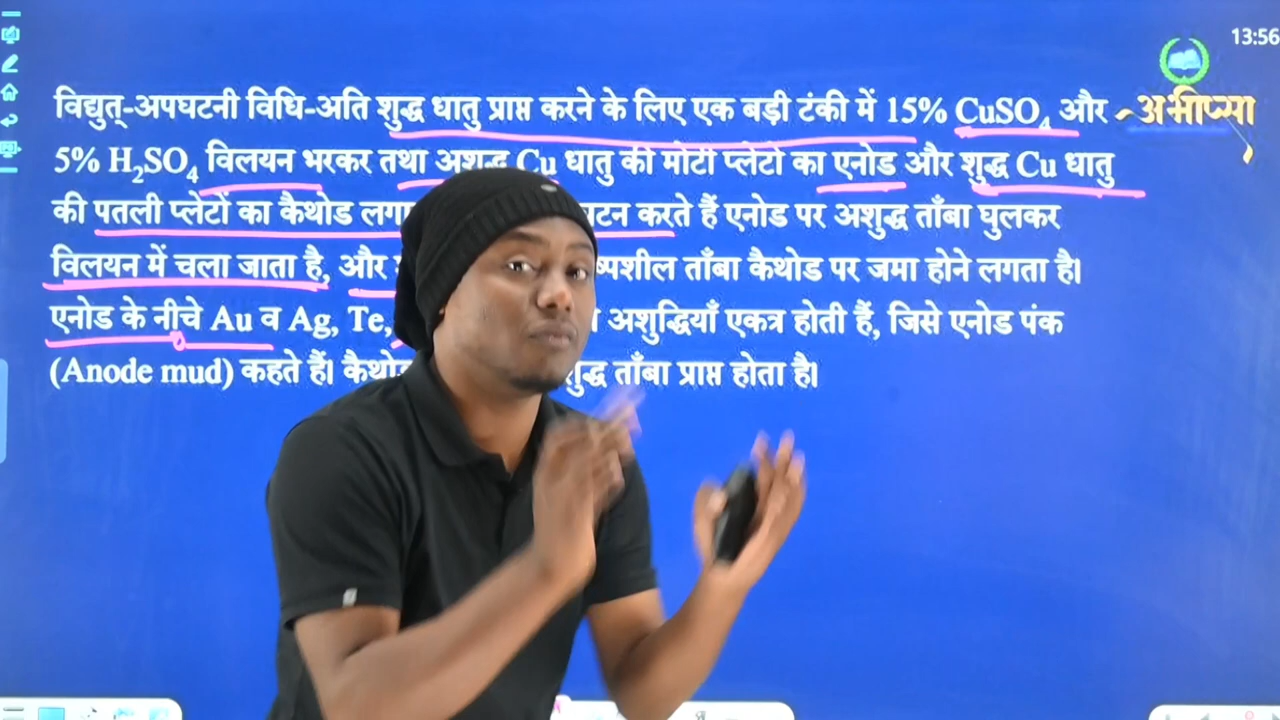 13:56
विद्युत्-अपघटनी विधि-अति शुद्ध धातु प्राप्त करने के लिए एक बड़ी टंकी में 15% CuSO₄ और
अभीप्सा
5% H₂SO₄ विलयन भरकर तथा अशुद्ध Cu धातु की मोटी प्लेटों का एनोड और शुद्ध Cu धातु
की पतली प्लेटों का कैथोड करते हैं एनोड पर अशुद्ध ताँबा घुलकर
विलयन में चला जाता है, और ताँबा कैथोड पर जमा होने लगता है।
एनोड के नीचे Au व Ag, Te, अशुद्धियाँ एकत्र होती हैं, जिसे एनोड पंक
(Anode mud) कहते हैं। शुद्ध ताँबा प्राप्त होता है।